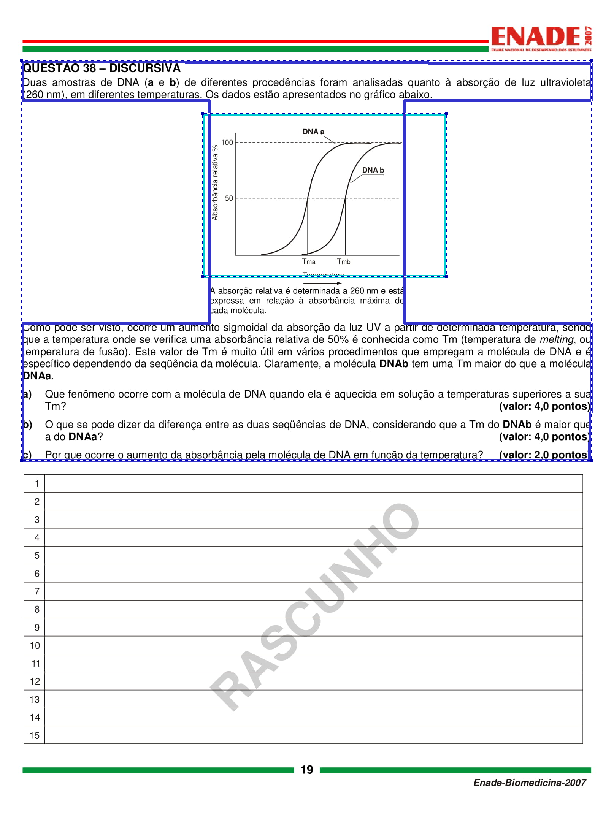 ENADE 2007
EXAME NACIONAL DE DESEMPENHO DOS ESTUDANTES
QUESTÃO 38 – DISCURSIVA
Duas amostras de DNA (a e b) de diferentes procedências foram analisadas quanto à absorção de luz ultravioleta
(260 nm), em diferentes temperaturas. Os dados estão apresentados no gráfico abaixo.
DNA a
100
DNA b
Absorbância relativa %
50
Tma Tmb
A absorção relativa é determinada a 260 nm e está
expressa em relação à absorbância máxima de
cada molécula.
Como pode ser visto, ocorre um aumento sigmoidal da absorção da luz UV a partir de determinada temperatura, sendo
que a temperatura onde se verifica uma absorbância relativa de 50% é conhecida como Tm (temperatura de melting, ou
temperatura de fusão). Este valor de Tm é muito útil em vários procedimentos que empregam a molécula de DNA e é
específico dependendo da seqüência da molécula. Claramente, a molécula DNAb tem uma Tm maior do que a molécula
DNAa.
a) Que fenômeno ocorre com a molécula de DNA quando ela é aquecida em solução a temperaturas superiores a sua
Tm? (valor: 4,0 pontos)
b) O que se pode dizer da diferença entre as duas seqüências de DNA, considerando que a Tm do DNAb é maior que
a do DNAa? (valor: 4,0 pontos)
c) Por que ocorre o aumento da absorbância pela molécula de DNA em função da temperatura? (valor: 2,0 pontos)
1
2
3
4
5
6
7
8
9
10
11
12
13
14
15
RASCUNHO
19
Enade-Biomedicina-2007